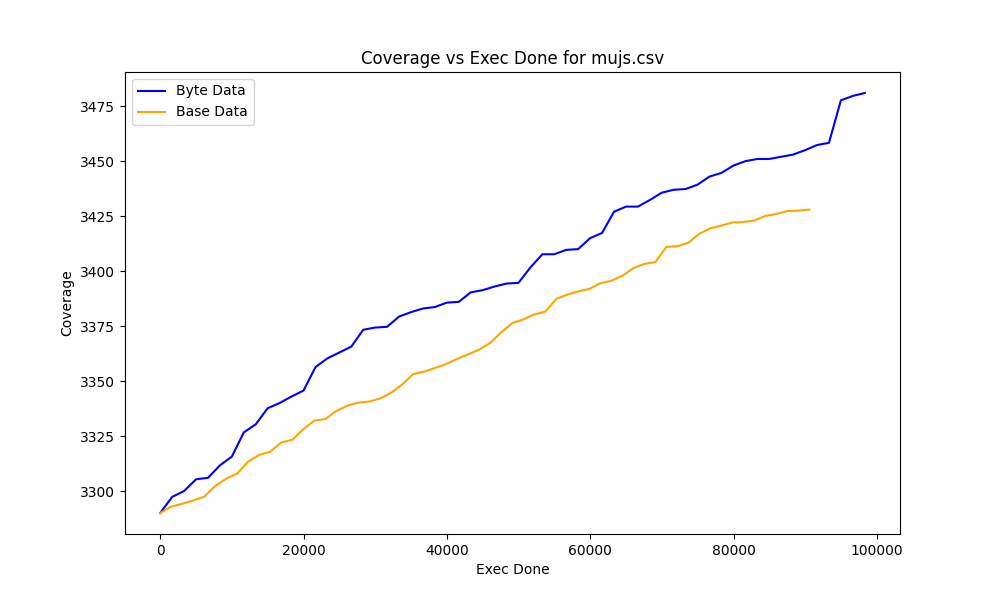 Coverage vs Exec Done for mujs.csv
Byte Data
Base Data
Coverage
3475
3450
3425
3400
3375
3350
3325
3300
0 20000 40000 60000 80000 100000
Exec Done